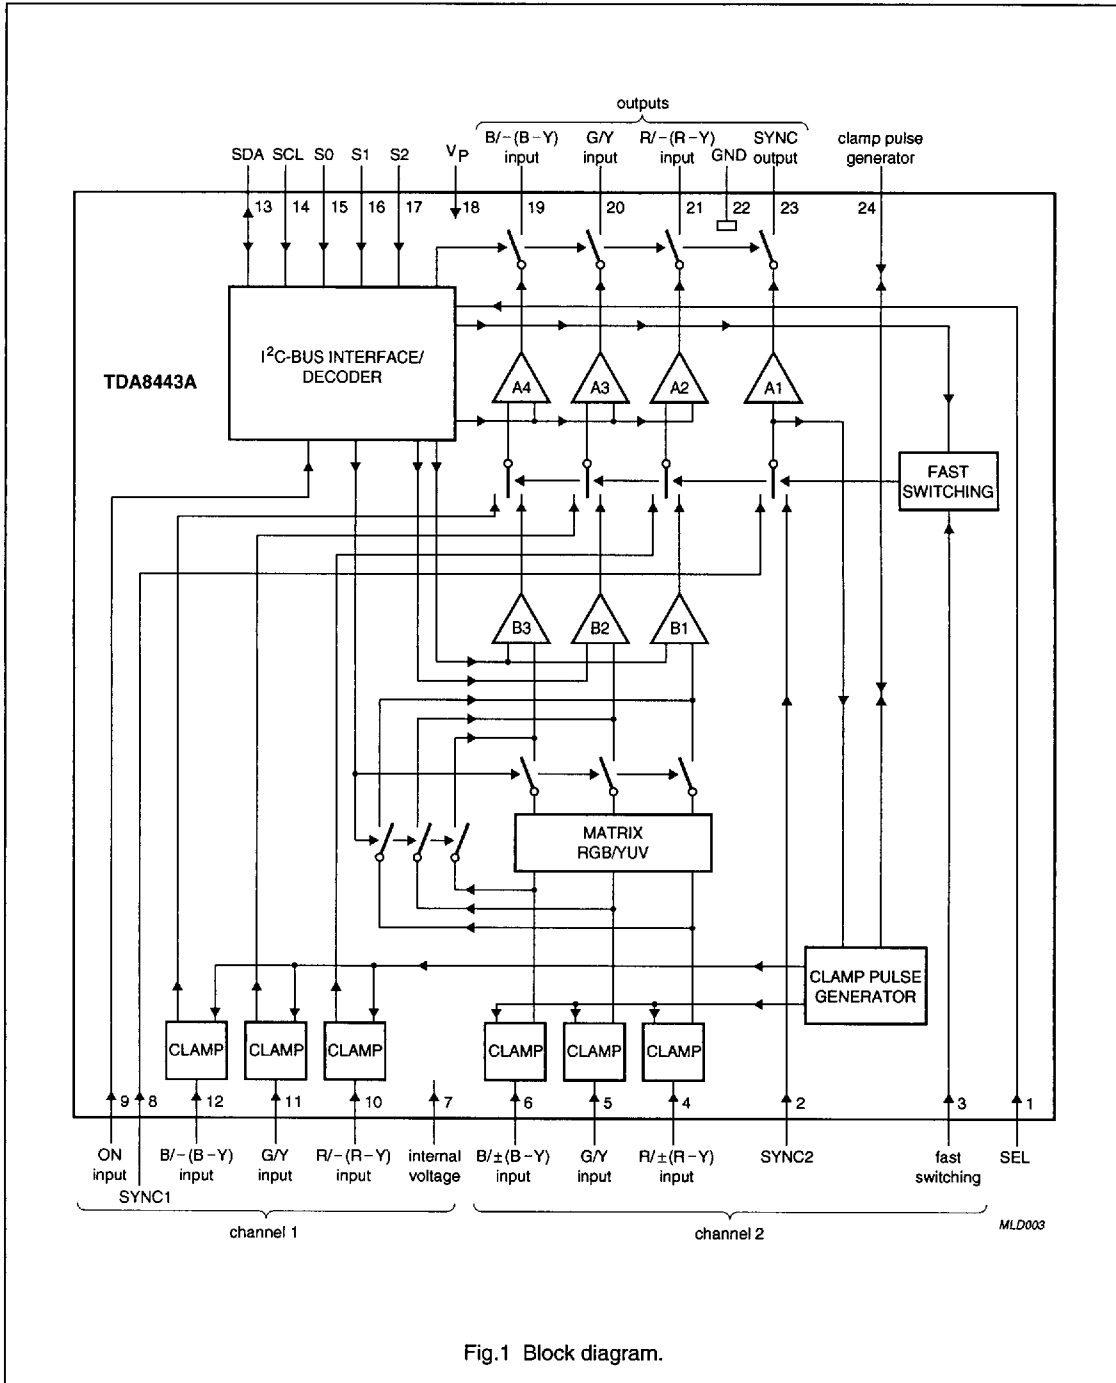 outputs
B/−(B−Y) input
G/Y input
R/−(R−Y) input
GND
SYNC output
clamp pulse generator
SDA SCL S0 S1 S2 VP
13 14 15 16 17 18 19 20 21 22 23 24
I²C-BUS INTERFACE/
DECODER
TDA8443A
A4 A3 A2 A1
FAST
SWITCHING
B3 B2 B1
MATRIX
RGB/YUV
CLAMP PULSE
GENERATOR
CLAMP CLAMP CLAMP CLAMP CLAMP CLAMP
9 8 12 11 10 7 6 5 4 2 3 1
ON input
SYNC1
B/−(B−Y) input
G/Y input
R/−(R−Y) input
internal voltage
B/±(B−Y) input
G/Y input
R/±(R−Y) input
SYNC2
fast switching
SEL
channel 1
channel 2
MLD003
Fig.1 Block diagram.